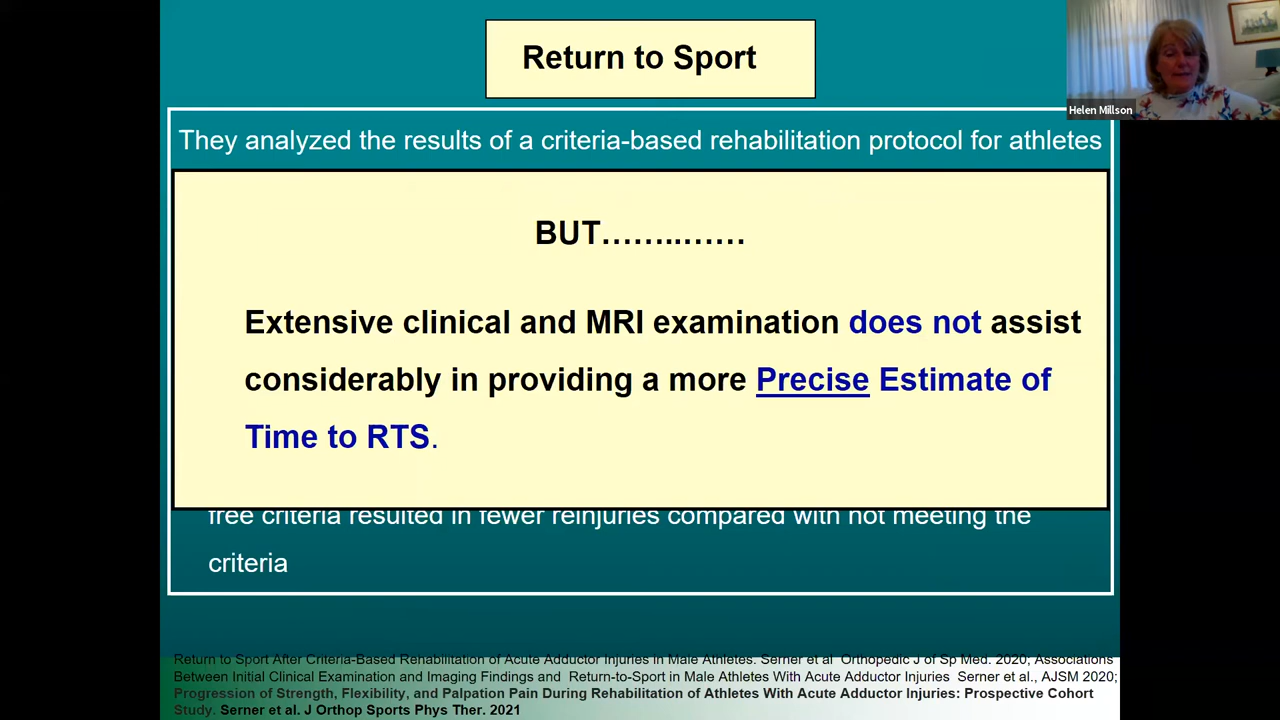 Return to Sport
Helen Millson
They analyzed the results of a criteria-based rehabilitation protocol for athletes
BUT……..……
Extensive clinical and MRI examination does not assist
considerably in providing a more Precise Estimate of
Time to RTS.
free criteria resulted in fewer reinjuries compared with not meeting the
criteria
Return to Sport After Criteria-Based Rehabilitation of Acute Adductor Injuries in Male Athletes. Serner et al Orthopedic J of Sp Med. 2020; Associations
Between Initial Clinical Examination and Imaging Findings and Return-to-Sport in Male Athletes With Acute Adductor Injuries Serner et al., AJSM 2020;
Progression of Strength, Flexibility, and Palpation Pain During Rehabilitation of Athletes With Acute Adductor Injuries: Prospective Cohort
Study. Serner et al. J Orthop Sports Phys Ther. 2021